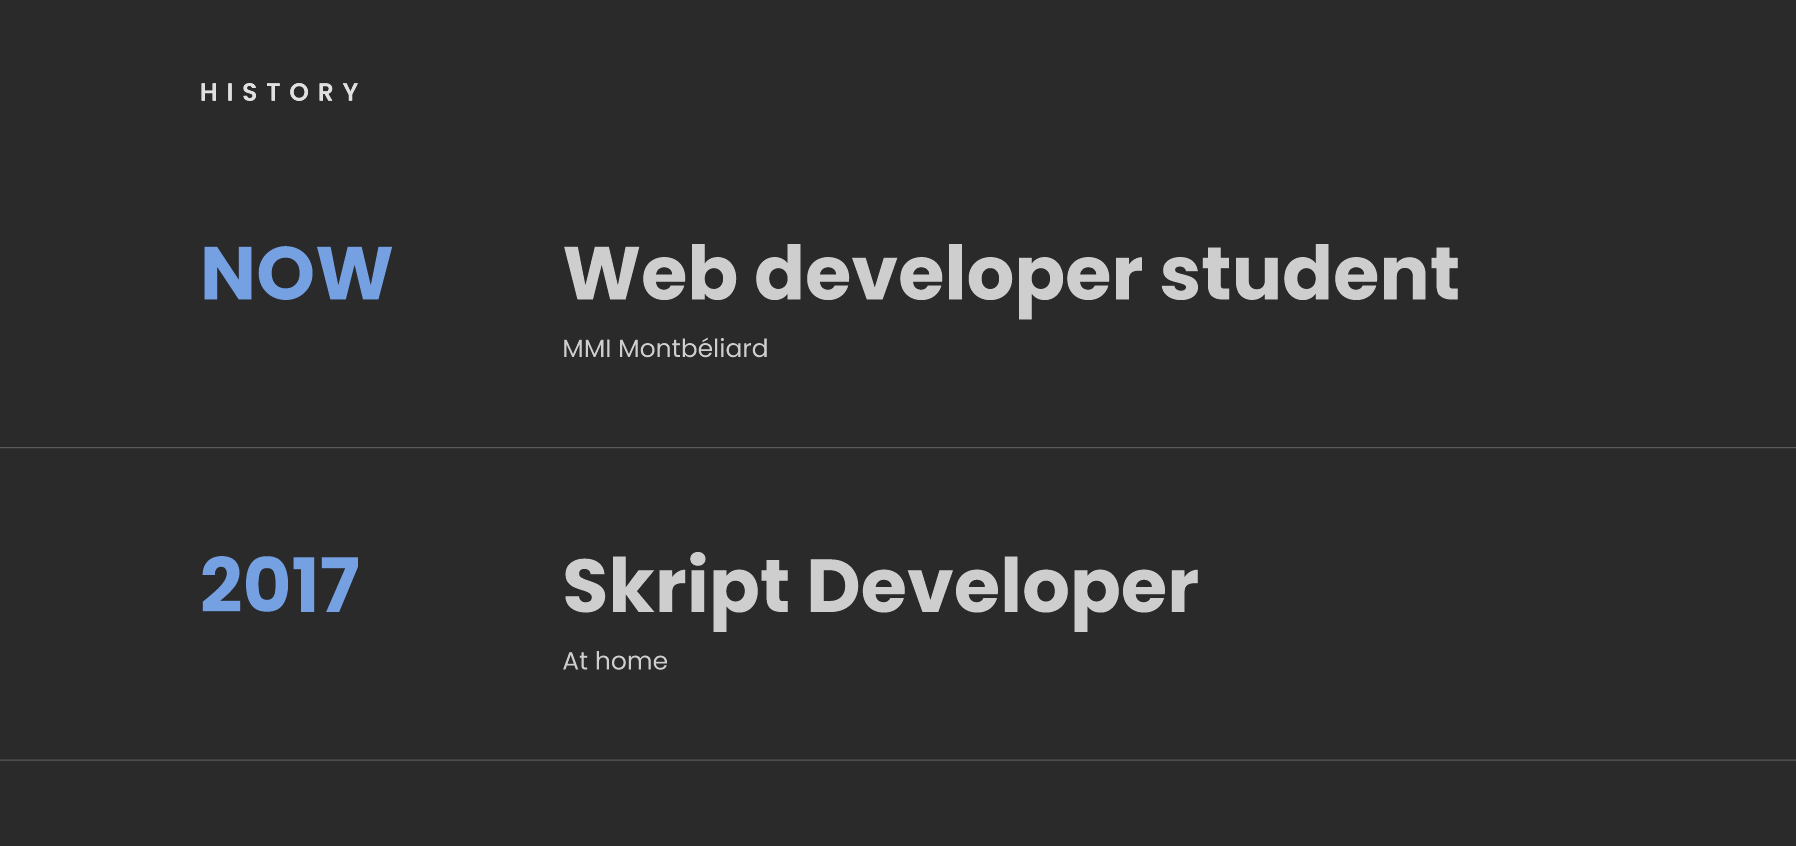 HISTORY
NOW
Web developer student
MMI Montbéliard
2017
Skript Developer
At home